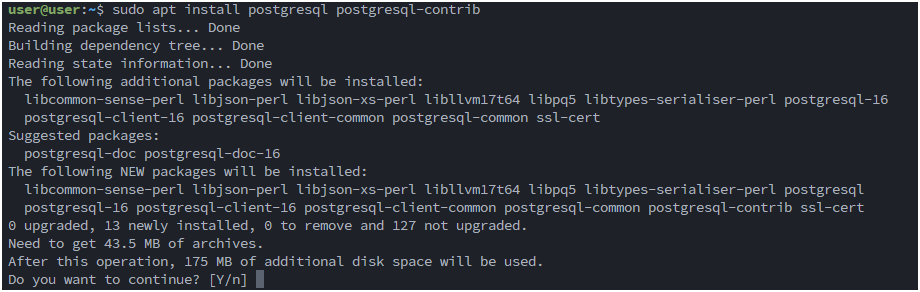 user@user:~$ sudo apt install postgresql postgresql-contrib
Reading package lists... Done
Building dependency tree... Done
Reading state information... Done
The following additional packages will be installed:
  libcommon-sense-perl libjson-perl libjson-xs-perl libllvm17t64 libpq5 libtypes-serialiser-perl postgresql-16
  postgresql-client-16 postgresql-client-common postgresql-common ssl-cert
Suggested packages:
  postgresql-doc postgresql-doc-16
The following NEW packages will be installed:
  libcommon-sense-perl libjson-perl libjson-xs-perl libllvm17t64 libpq5 libtypes-serialiser-perl postgresql
  postgresql-16 postgresql-client-16 postgresql-client-common postgresql-common postgresql-contrib ssl-cert
0 upgraded, 13 newly installed, 0 to remove and 127 not upgraded.
Need to get 43.5 MB of archives.
After this operation, 175 MB of additional disk space will be used.
Do you want to continue? [Y/n]